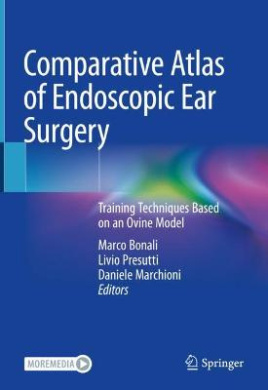 Comparative Atlas
of Endoscopic Ear
Surgery
Training Techniques Based
on an Ovine Model
Marco Bonali
Livio Presutti
Daniele Marchioni
Editors
MOREMEDIA
Springer